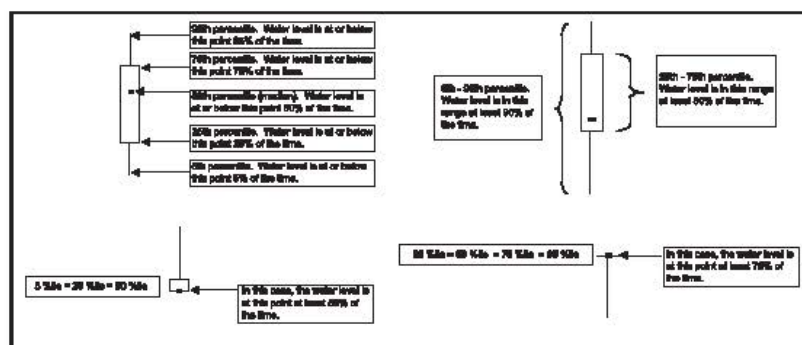 95th percentile. Water level is at or below
this point 95% of the time.
75th percentile. Water level is at or below
this point 75% of the time.
50th percentile (median). Water level is
at or below this point 50% of the time.
25th percentile. Water level is at or below
this point 25% of the time.
5th percentile. Water level is at or below
this point 5% of the time.
5th - 95th percentile.
Water level is in this
range at least 90% of
the time.
25th - 75th percentile.
Water level is in this range
at least 50% of the time.
5 %ile = 25 %ile = 50 %ile
In this case, the water level is
at this point at least 50% of
the time.
%ile = %ile = 75 %ile = 95 %ile
In this case, the water level is
at this point at least of
the time.